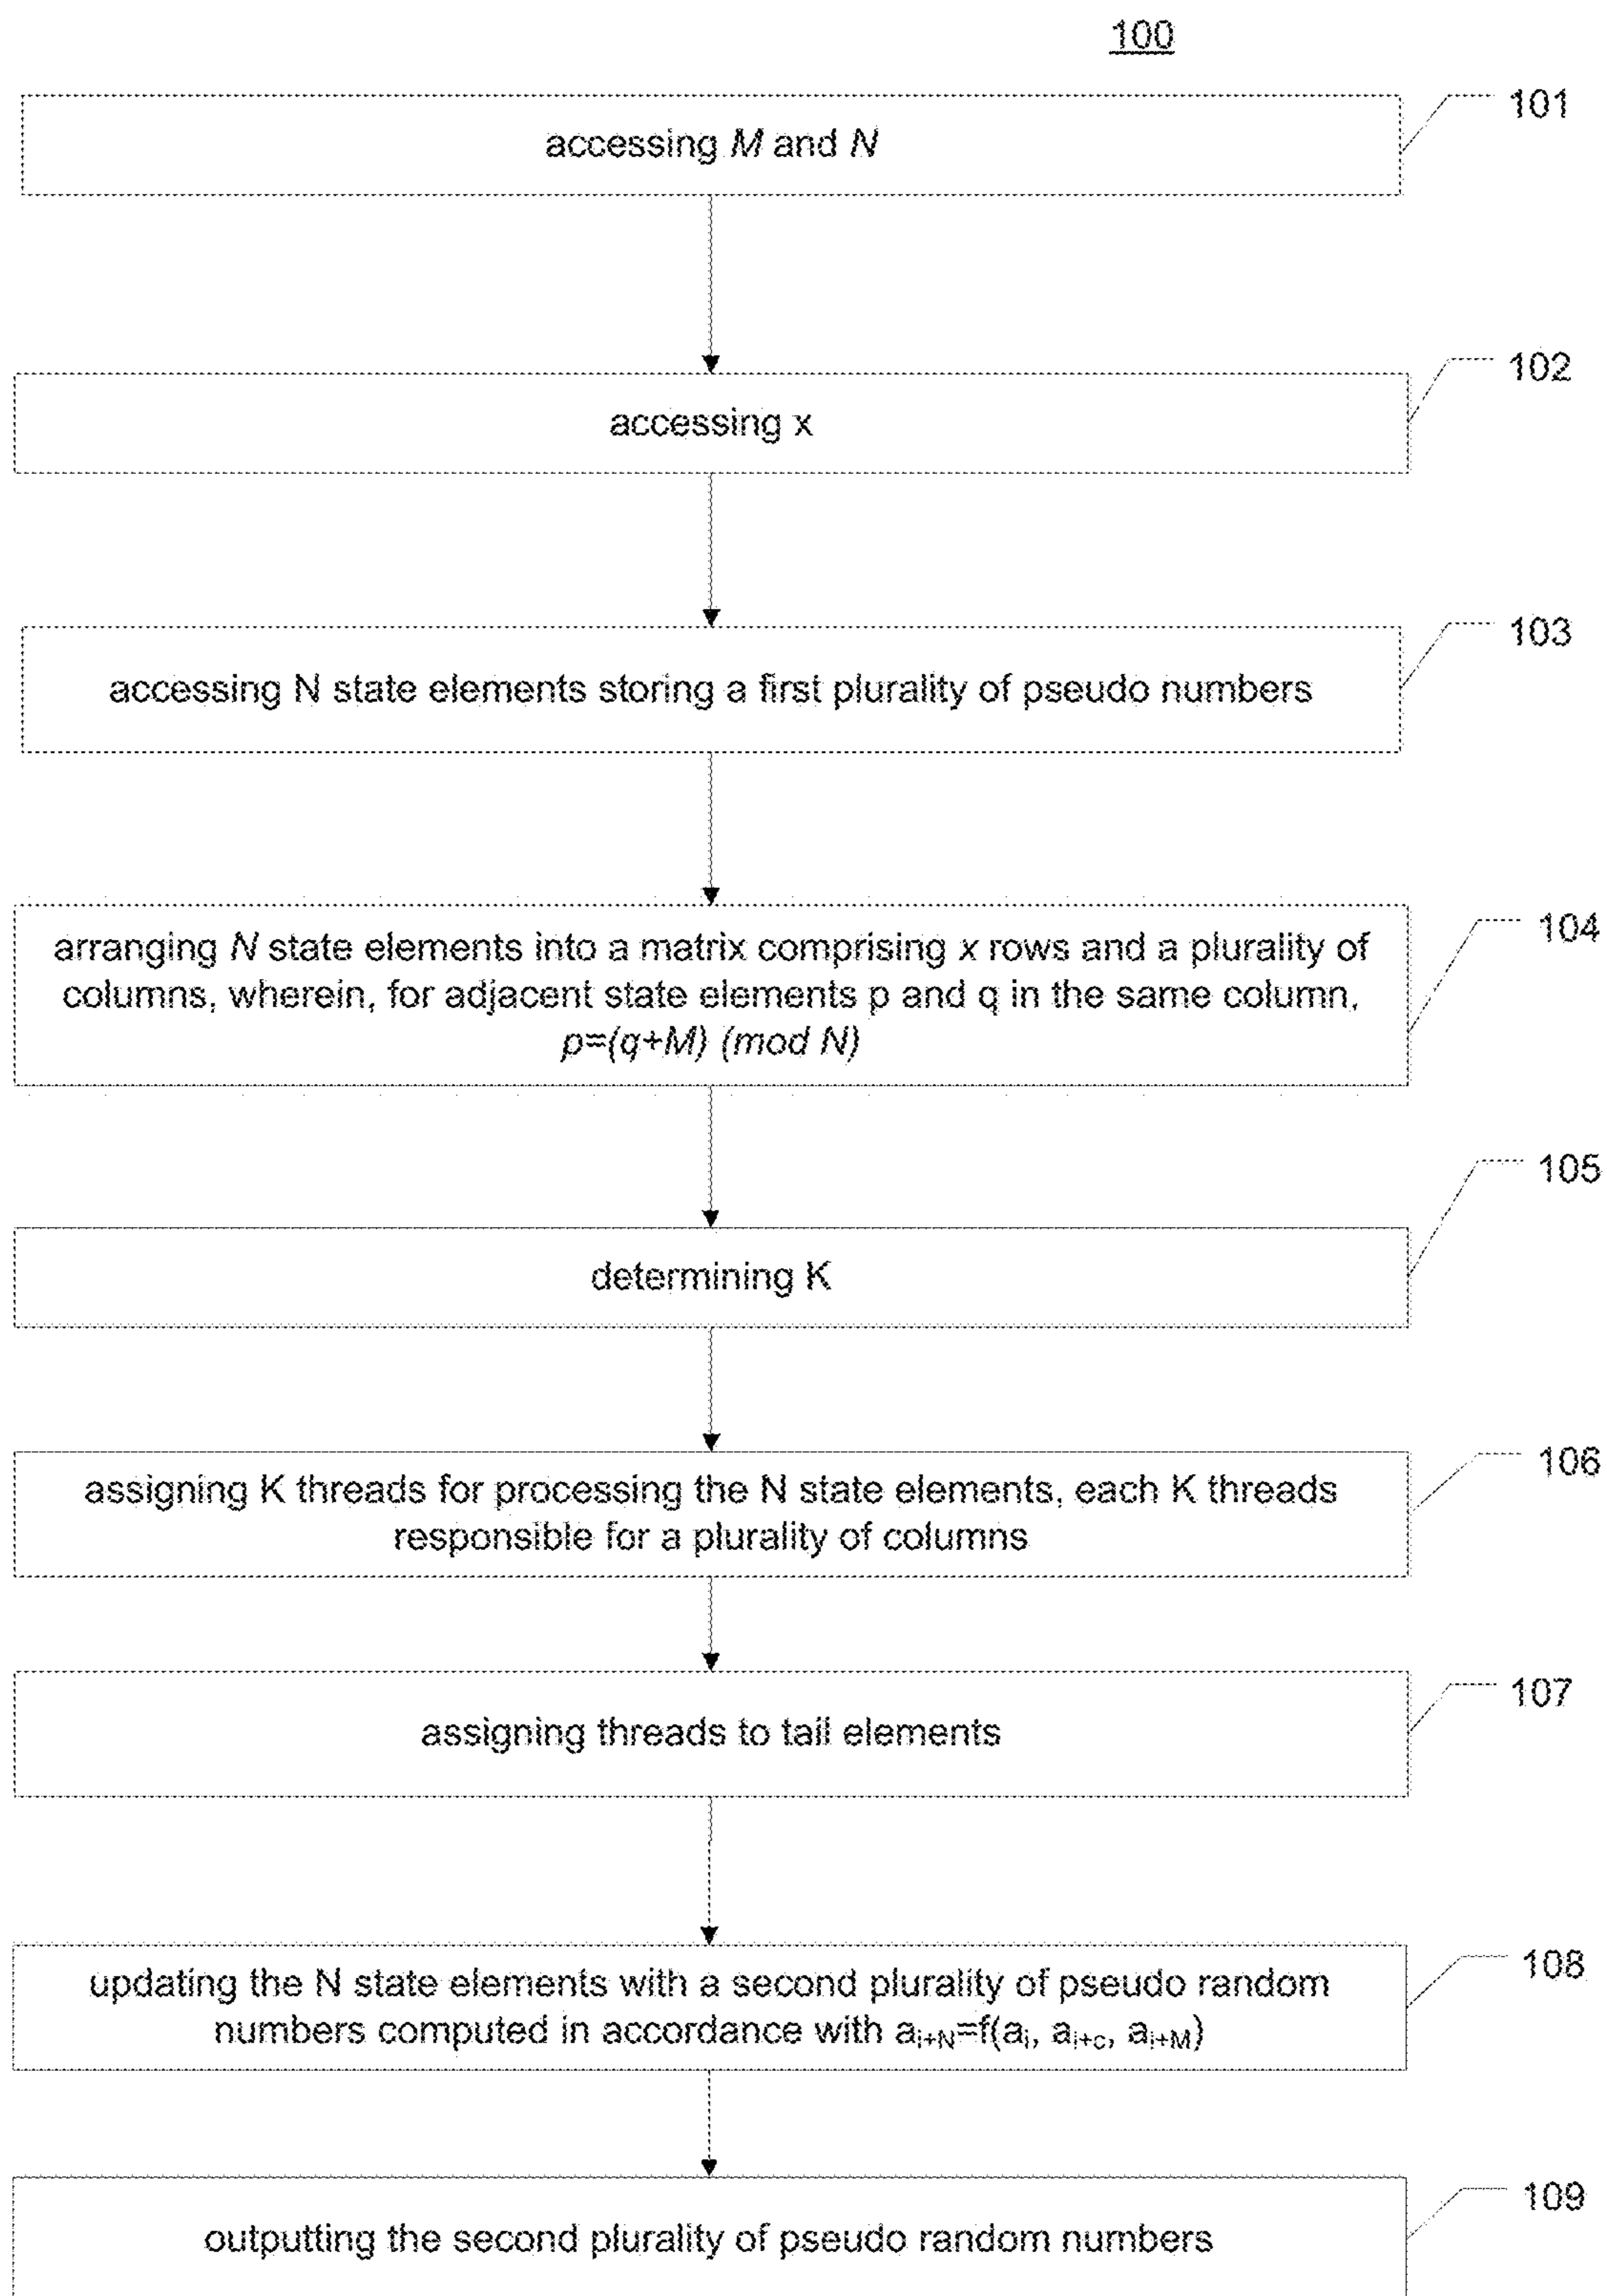 100
accessing M and N
101
accessing x
102
accessing N state elements storing a first plurality of pseudo numbers
103
arranging N state elements into a matrix comprising x rows and a plurality of
columns, wherein, for adjacent state elements p and q in the same column,
p=(q+M) (mod N)
104
determining K
105
assigning K threads for processing the N state elements, each K threads
responsible for a plurality of columns
106
assigning threads to tail elements
107
updating the N state elements with a second plurality of pseudo random
numbers computed in accordance with aᵢ₊N=f(aᵢ, aᵢ₊c, aᵢ₊M)
108
outputting the second plurality of pseudo random numbers
109